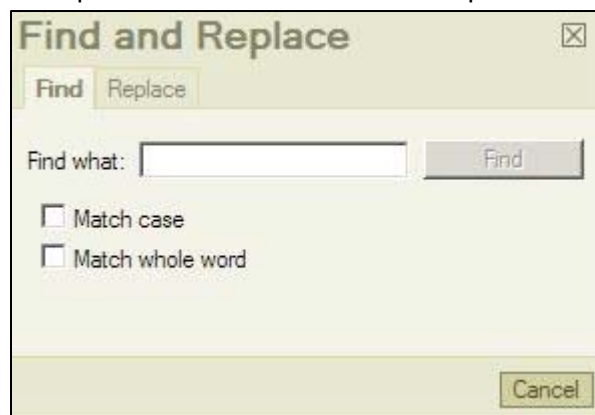 Find and Replace
Find Replace
Find what: Find
Match case
Match whole word
Cancel